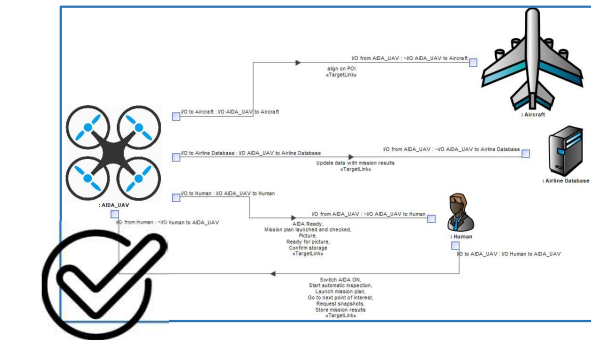 I/O from AIDA_UAV : ~I/O AIDA_UAV to Aircraft
align on POI
«TargetLink»
: Aircraft
I/O to Aircraft : I/O AIDA_UAV to Aircraft
I/O to Airline Database : I/O AIDA_UAV to Airline Database
I/O from AIDA_UAV : ~I/O AIDA_UAV to Airline Database
Update data with mission results
«TargetLink»
: Airline Database
I/O to Human : I/O AIDA_UAV to Human
: AIDA_UAV
I/O from AIDA_UAV : ~I/O AIDA_UAV to Human
I/O from Human : ~I/O Human to AIDA_UAV
AIDA Ready,
Mission plan launched and checked,
Picture,
Ready for picture,
Confirm storage
«TargetLink»
: Human
I/O to AIDA_UAV : I/O Human to AIDA_UAV
Switch AIDA ON,
Start automatic inspection,
Launch mission plan,
Go to next point of interest,
Request snapshots,
Store mission results
«TargetLink»